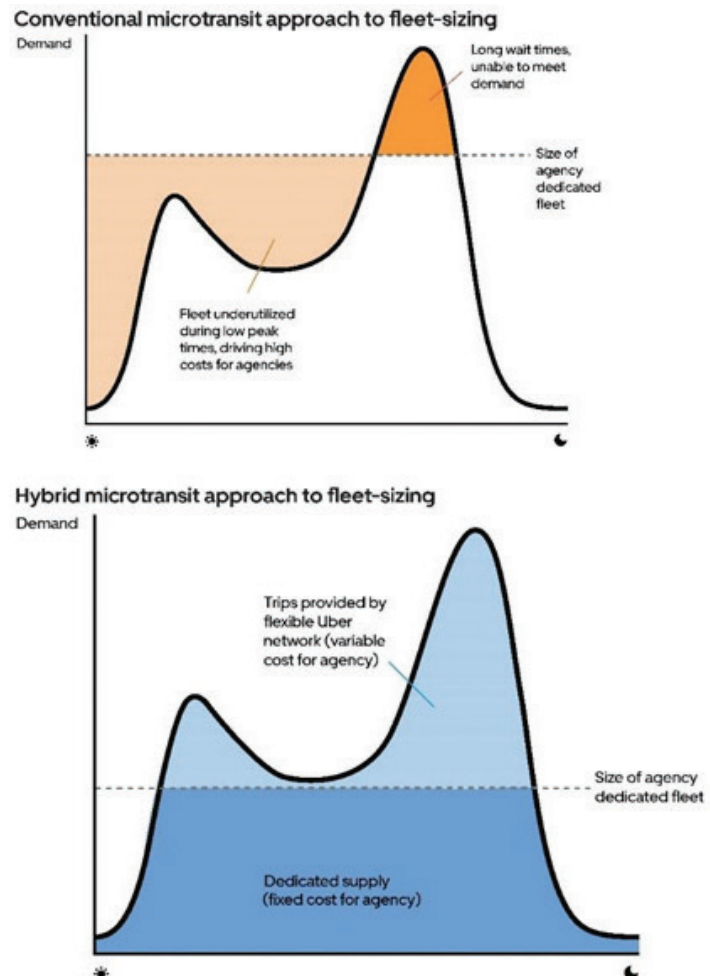 Conventional microtransit approach to fleet-sizing
Demand
Long wait times,
unable to meet
demand
Size of
agency
dedicated
fleet
Fleet underutilized
during low peak
times, driving high
costs for agencies
Hybrid microtransit approach to fleet-sizing
Demand
Trips provided by
flexible Uber
network (variable
cost for agency)
Size of agency
dedicated fleet
Dedicated supply
(fixed cost for agency)